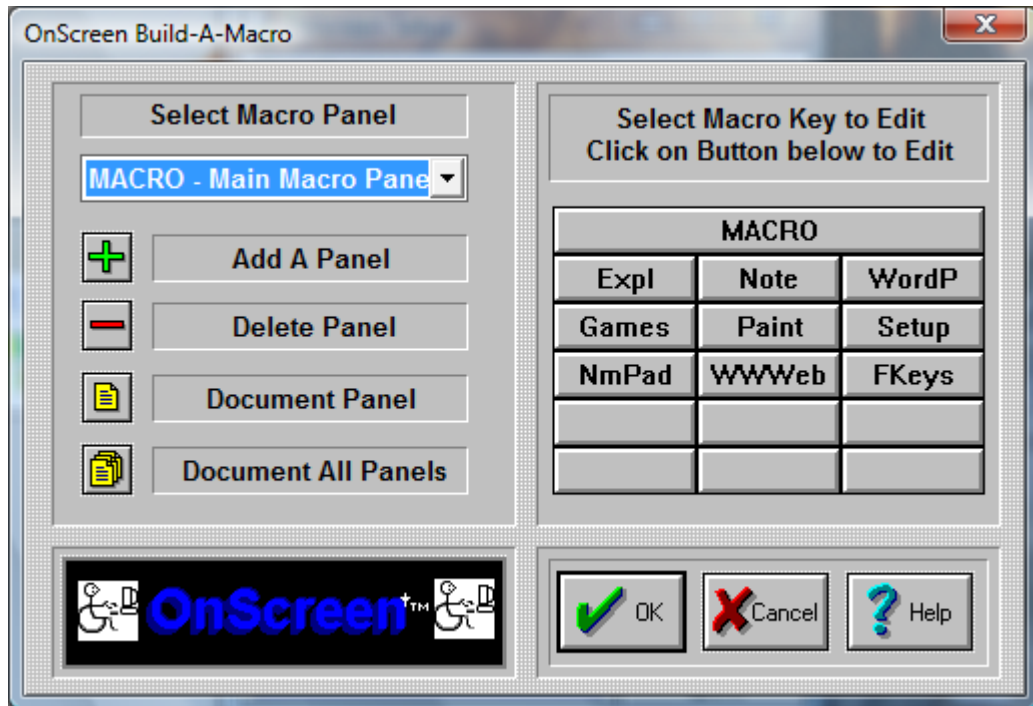 OnScreen Build-A-Macro
Select Macro Panel
MACRO - Main Macro Pane
Add A Panel
Delete Panel
Document Panel
Document All Panels
Select Macro Key to Edit
Click on Button below to Edit
MACRO
Expl Note WordP
Games Paint Setup
NmPad WWWeb FKeys
OnScreen™
OK Cancel Help